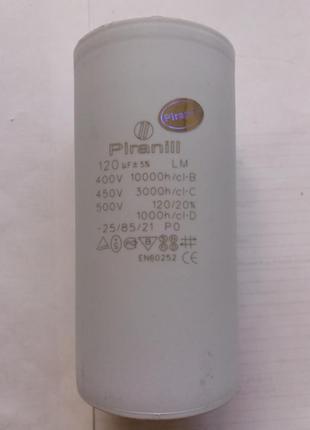 Piranill
Piranill
120 µF±5% LM
400V 10000h/cl-B
450V 3000h/cl-C
500V 120/20%
1000h/cl-D
-25/85/21 P0
EN60252 CE